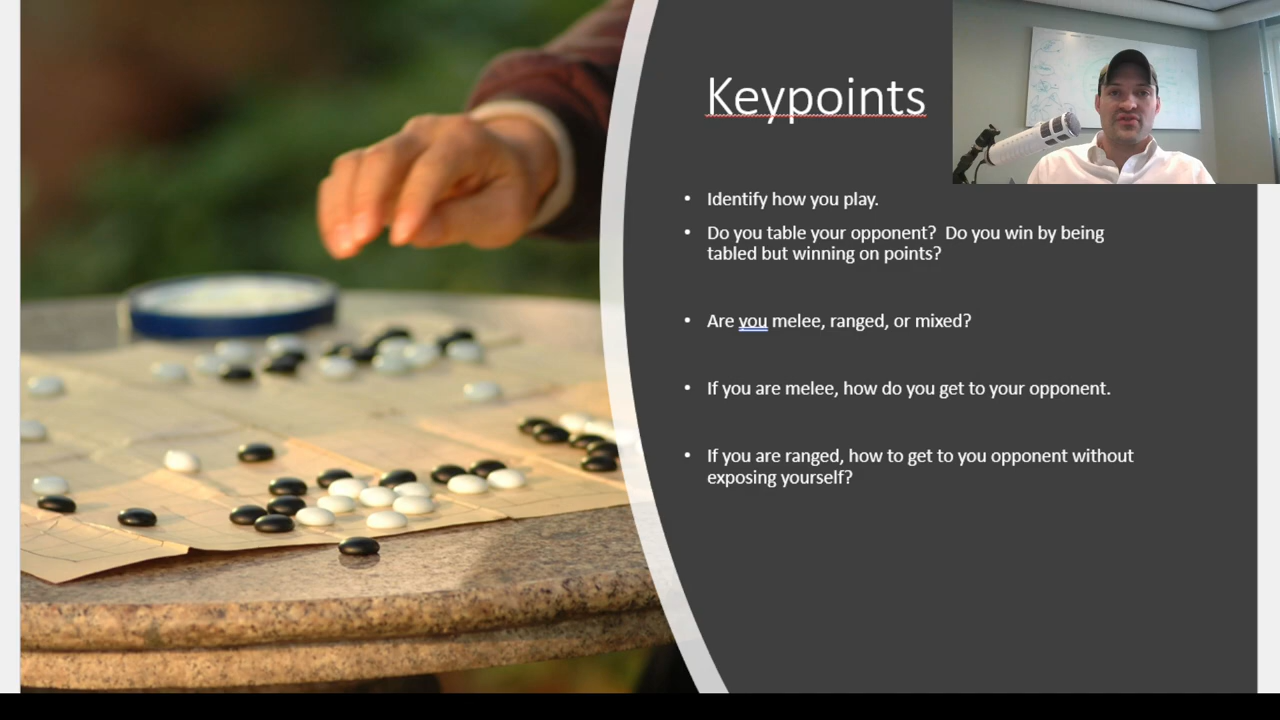 Keypoints
Identify how you play.
Do you table your opponent?  Do you win by being
tabled but winning on points?
Are you melee, ranged, or mixed?
If you are melee, how do you get to your opponent.
If you are ranged, how to get to you opponent without
exposing yourself?